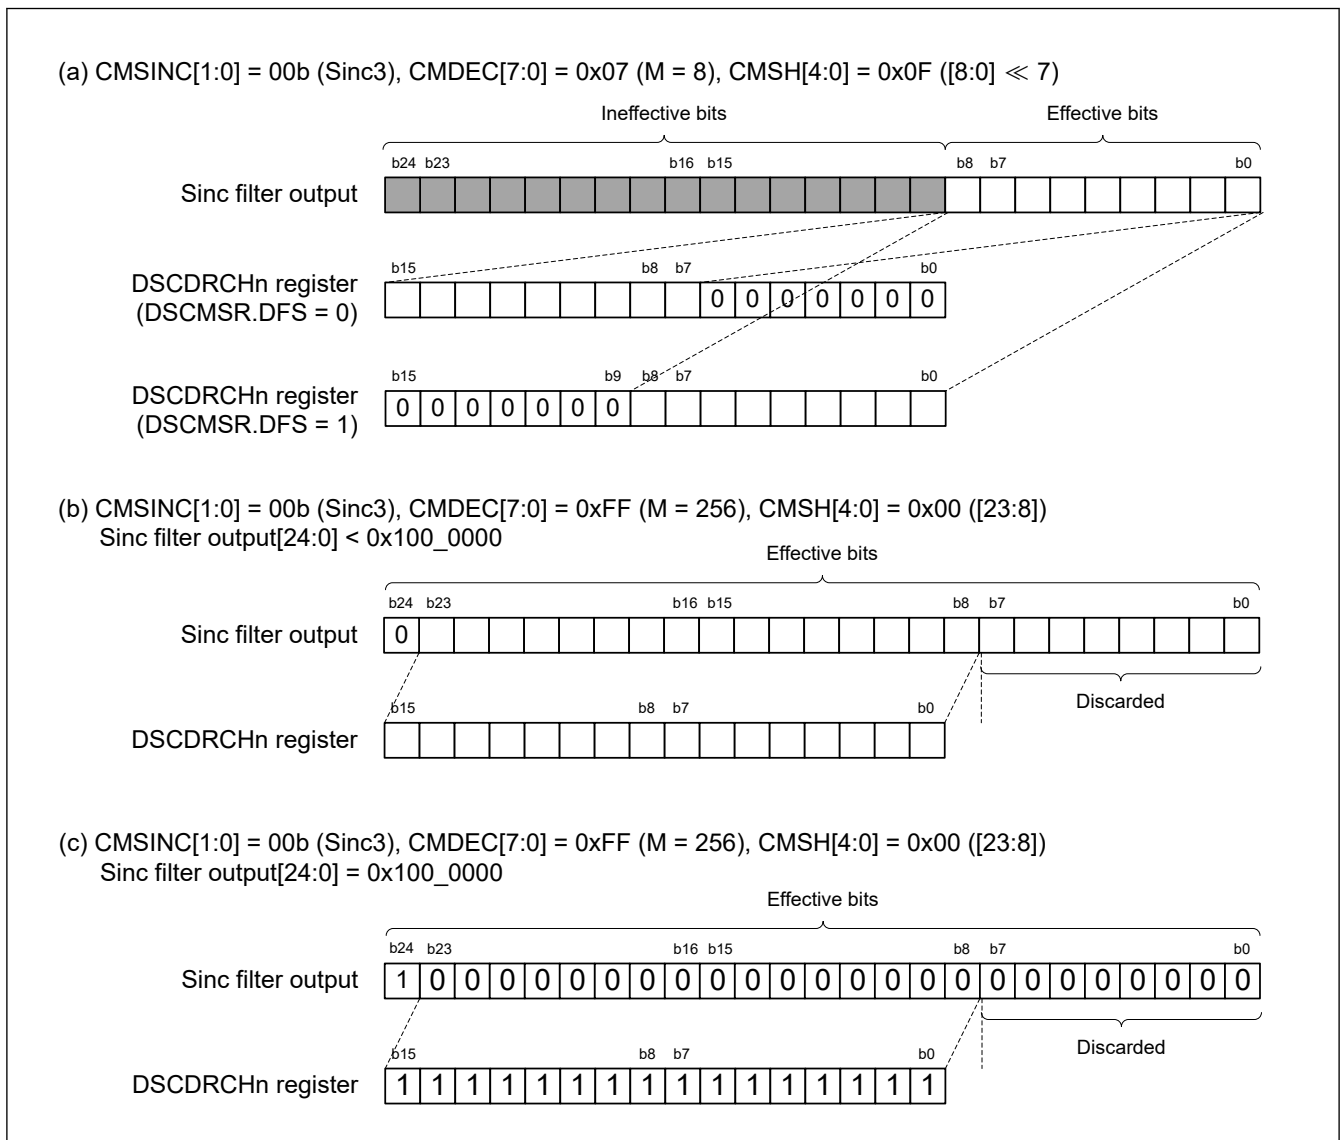 (a) CMSINC[1:0] = 00b (Sinc3), CMDEC[7:0] = 0x07 (M = 8), CMSH[4:0] = 0x0F ([8:0] ≪ 7)
Ineffective bits Effective bits
b24 b23 b16 b15 b8 b7 b0
Sinc filter output
b15 b8 b7 b0
DSCDRCHn register
(DSCMSR.DFS = 0)
0 0 0 0 0 0 0
b15 b9 b8 b7 b0
DSCDRCHn register
(DSCMSR.DFS = 1)
0 0 0 0 0 0 0
(b) CMSINC[1:0] = 00b (Sinc3), CMDEC[7:0] = 0xFF (M = 256), CMSH[4:0] = 0x00 ([23:8])
Sinc filter output[24:0] < 0x100_0000
Effective bits
b24 b23 b16 b15 b8 b7 b0
Sinc filter output 0
Discarded
b15 b8 b7 b0
DSCDRCHn register
(c) CMSINC[1:0] = 00b (Sinc3), CMDEC[7:0] = 0xFF (M = 256), CMSH[4:0] = 0x00 ([23:8])
Sinc filter output[24:0] = 0x100_0000
Effective bits
b24 b23 b16 b15 b8 b7 b0
Sinc filter output 1 0 0 0 0 0 0 0 0 0 0 0 0 0 0 0 0 0 0 0 0 0 0 0 0
Discarded
b15 b8 b7 b0
DSCDRCHn register 1 1 1 1 1 1 1 1 1 1 1 1 1 1 1 1